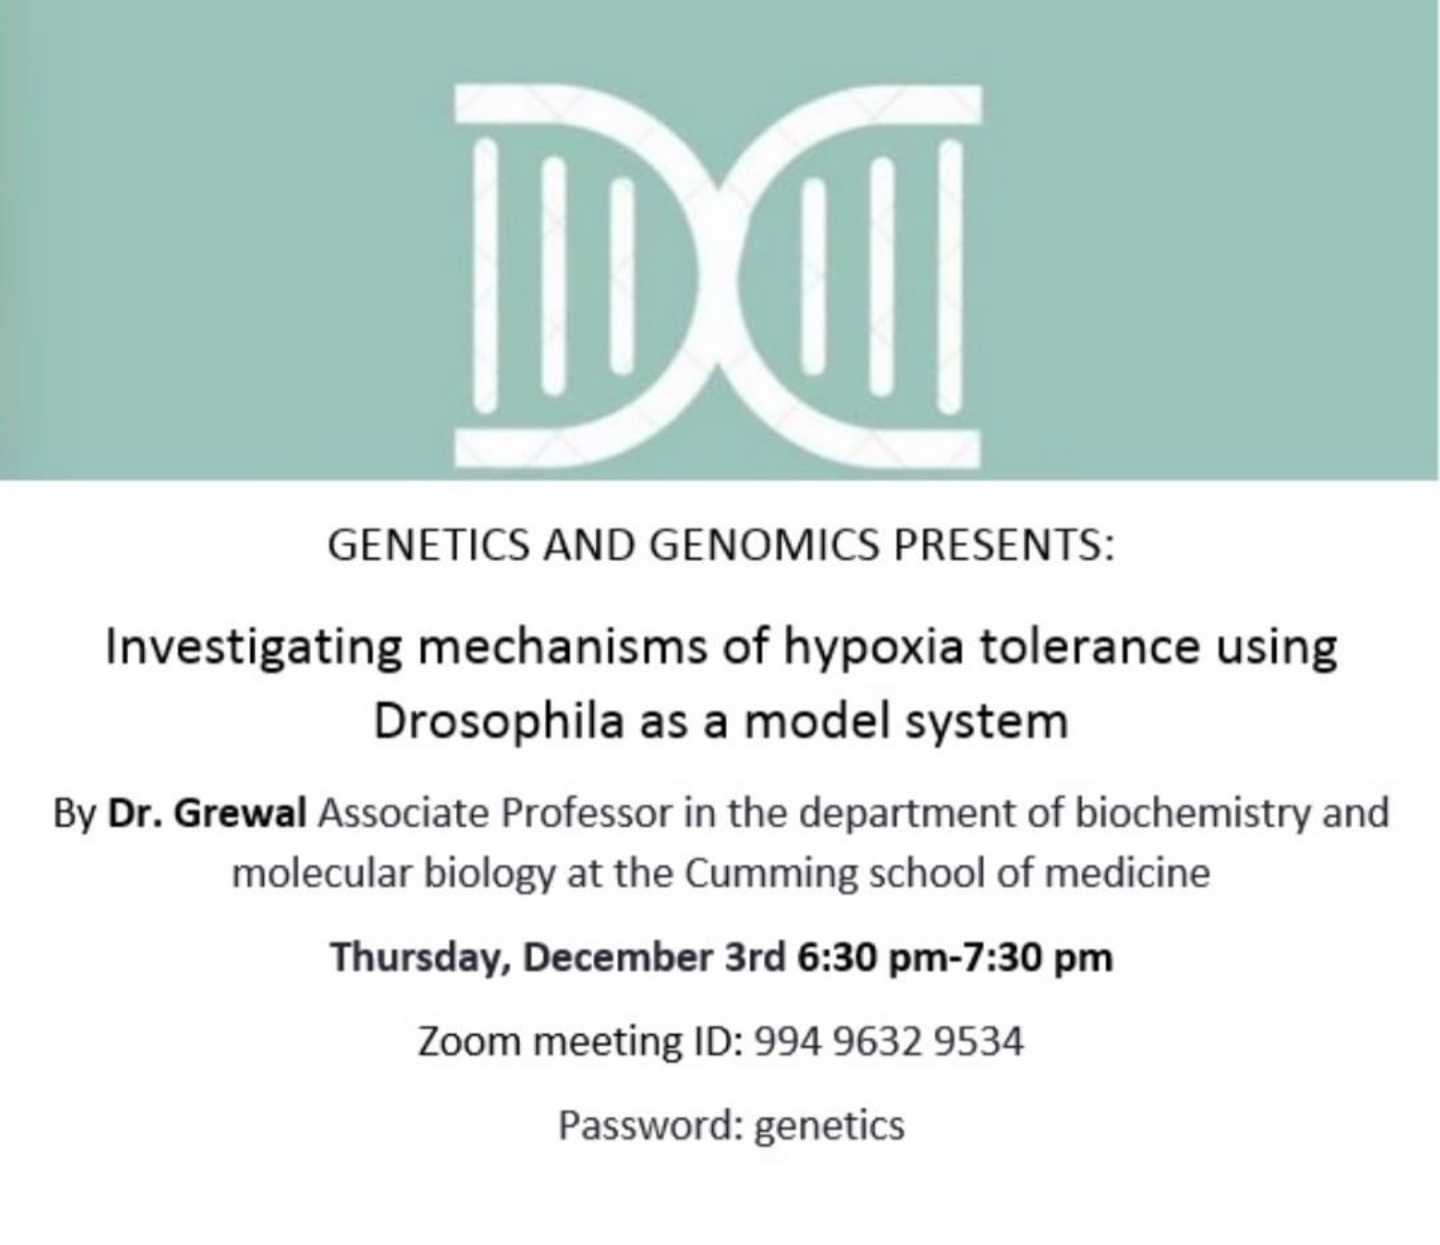 GENETICS AND GENOMICS PRESENTS:
Investigating mechanisms of hypoxia tolerance using
Drosophila as a model system
By Dr. Grewal Associate Professor in the department of biochemistry and
molecular biology at the Cumming school of medicine
Thursday, December 3rd 6:30 pm-7:30 pm
Zoom meeting ID: 994 9632 9534
Password: genetics